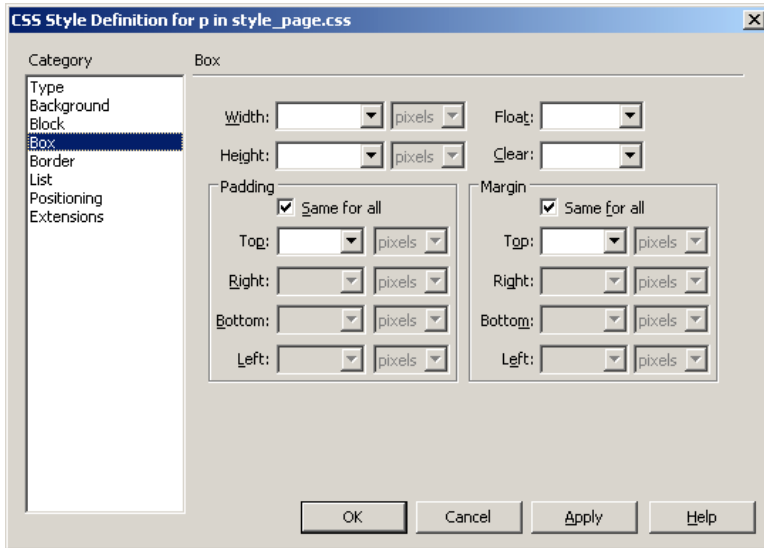 CSS Style Definition for p in style_page.css
Category
Box
Type
Background
Block
Box
Border
List
Positioning
Extensions
Width: pixels Float:
Height: pixels Clear:
Padding
Same for all
Top: pixels
Right: pixels
Bottom: pixels
Left: pixels
Margin
Same for all
Top: pixels
Right: pixels
Bottom: pixels
Left: pixels
OK Cancel Apply Help